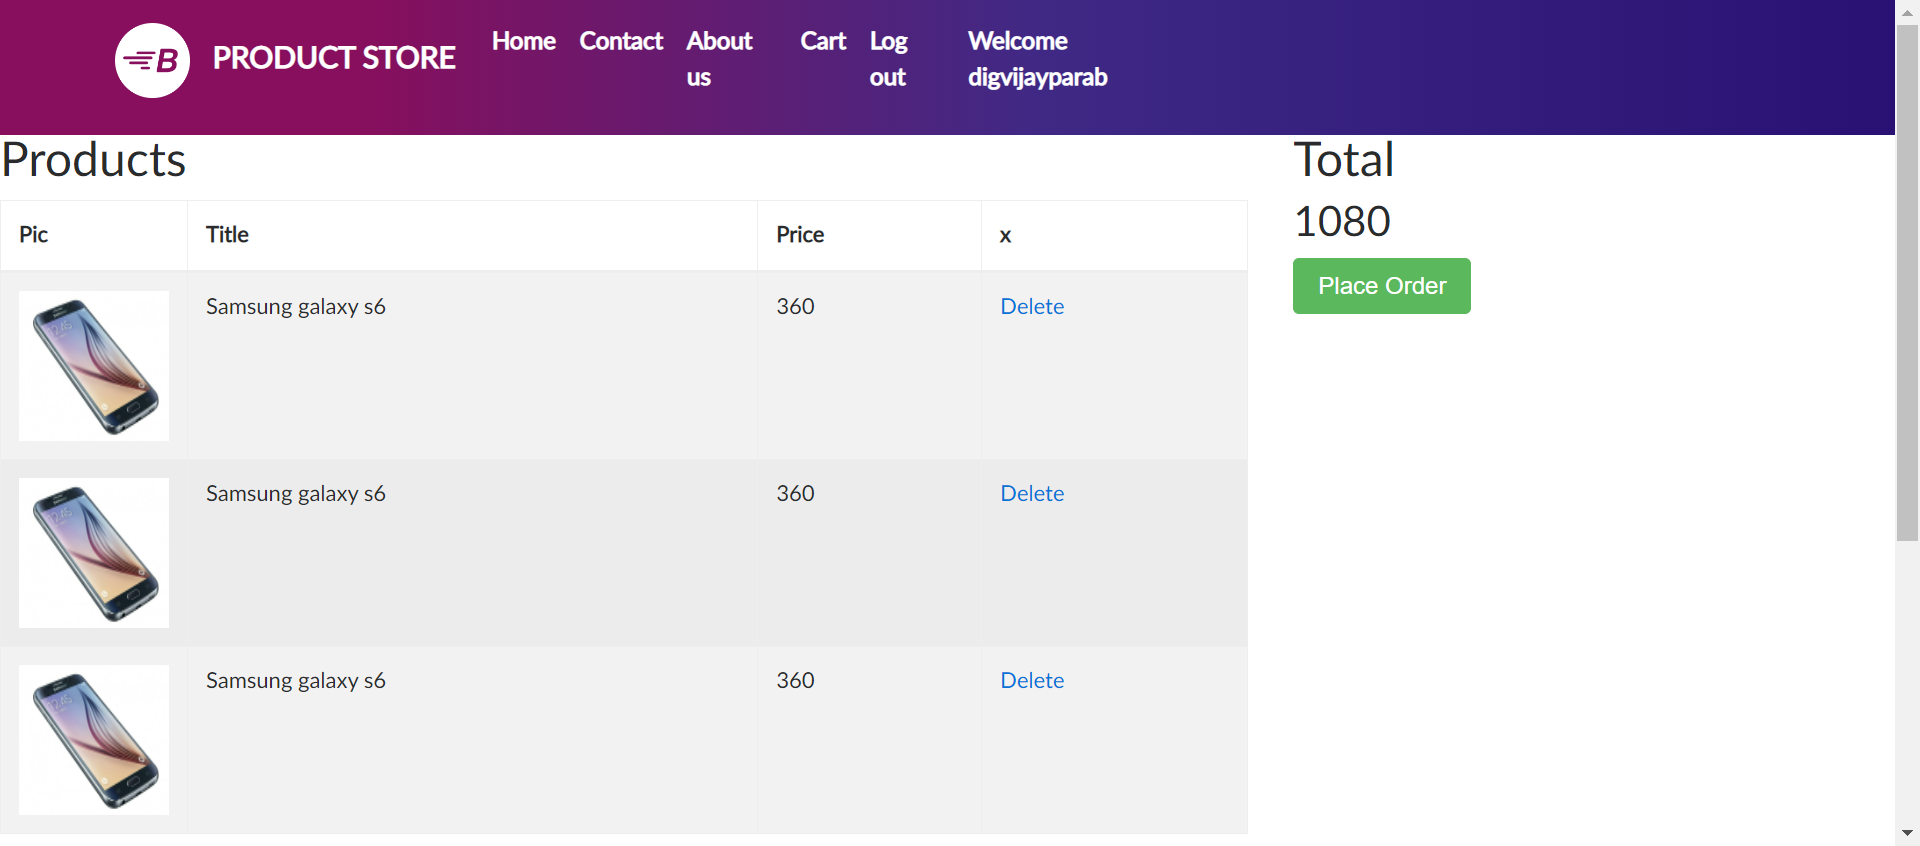 B PRODUCT STORE Home Contact About us Cart Log out Welcome digvijayparab
Products
Total
1080
Place Order
Pic Title Price x
Samsung galaxy s6 360 Delete
Samsung galaxy s6 360 Delete
Samsung galaxy s6 360 Delete